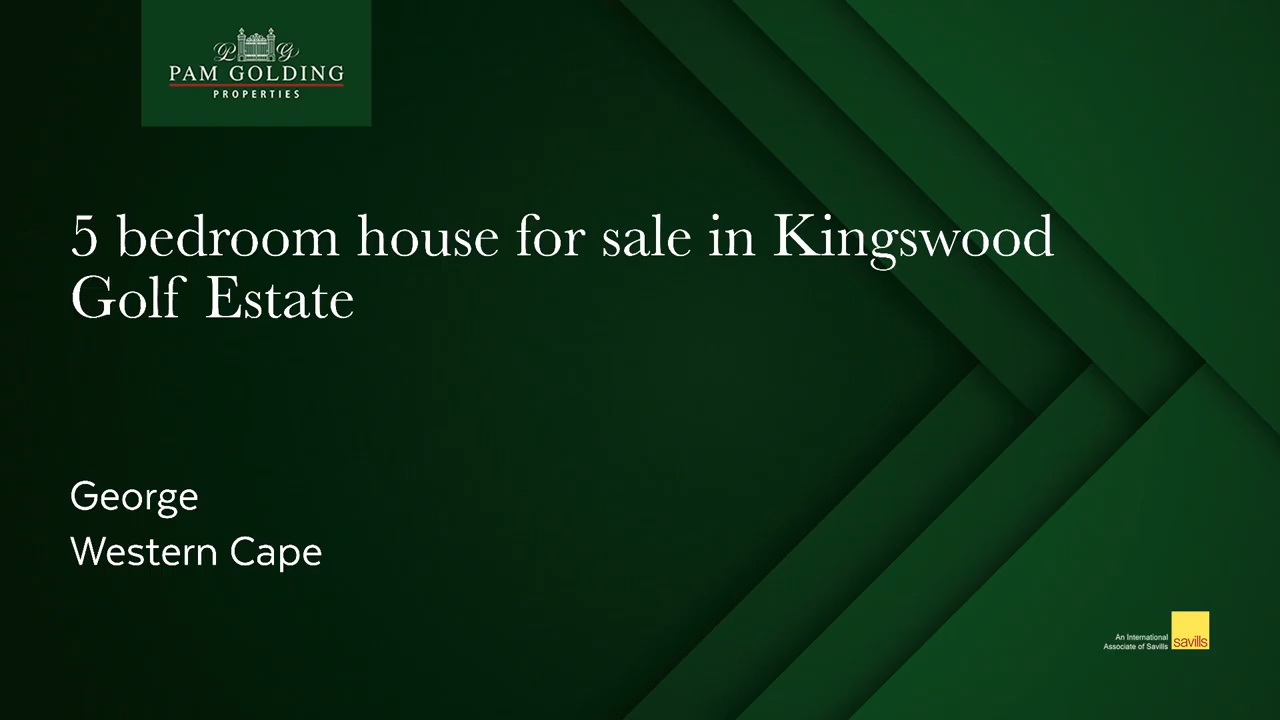 P G
PAM GOLDING
PROPERTIES
5 bedroom house for sale in Kingswood
Golf Estate
George
Western Cape
An International
Associate of Savills
savills